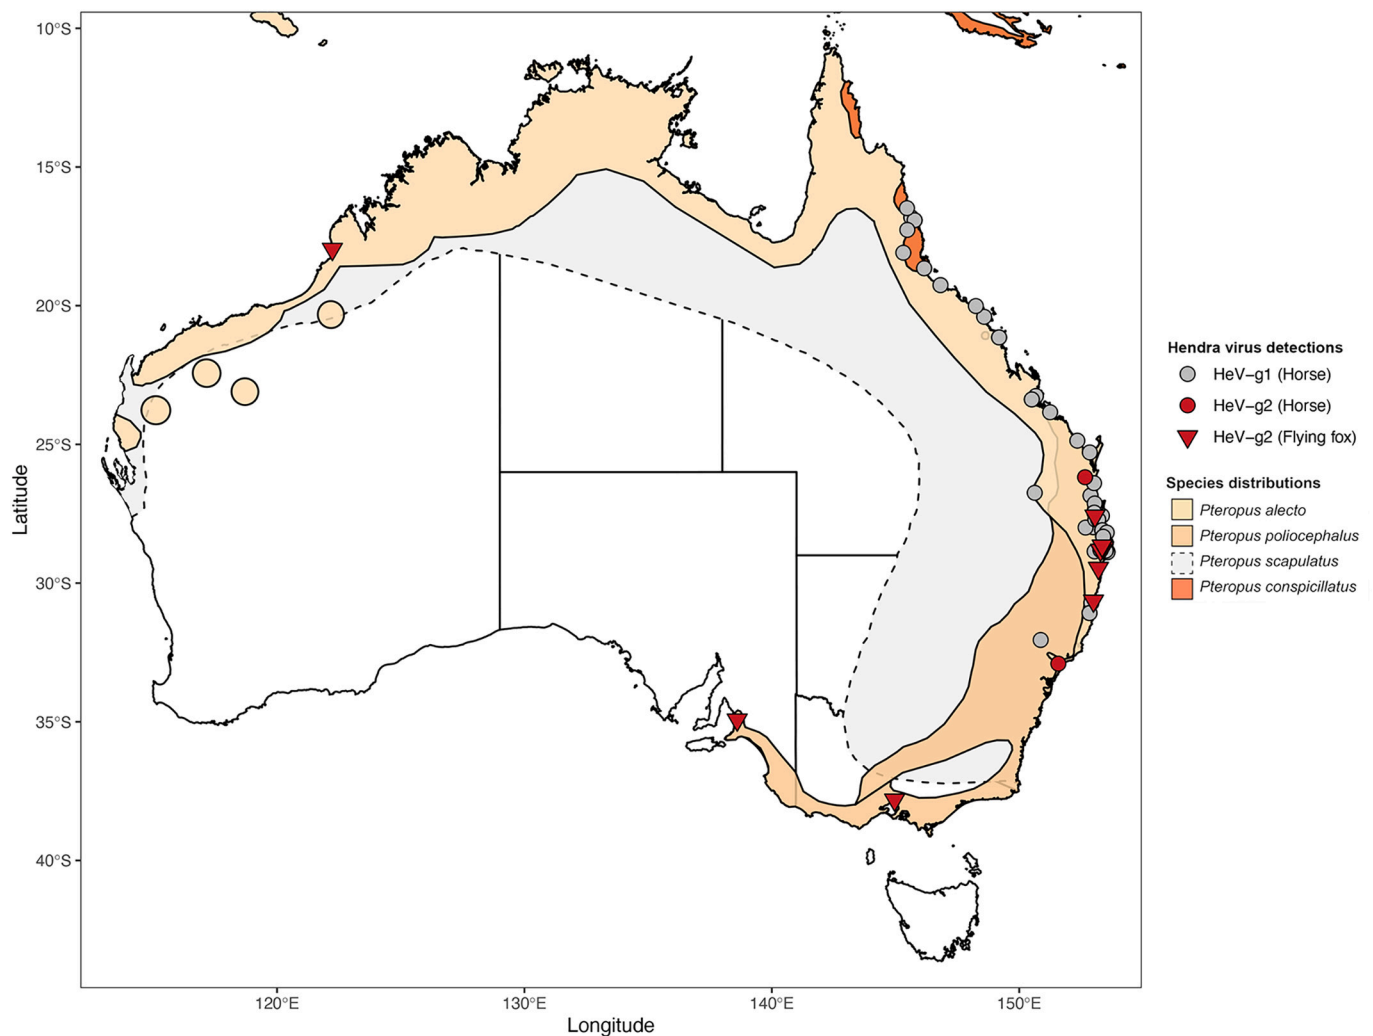 10°S
15°S
20°S
25°S
30°S
35°S
40°S
Latitude
120°E
130°E
140°E
150°E
Longitude
Hendra virus detections
HeV−g1 (Horse)
HeV−g2 (Horse)
HeV−g2 (Flying fox)
Species distributions
Pteropus alecto
Pteropus poliocephalus
Pteropus scapulatus
Pteropus conspicillatus